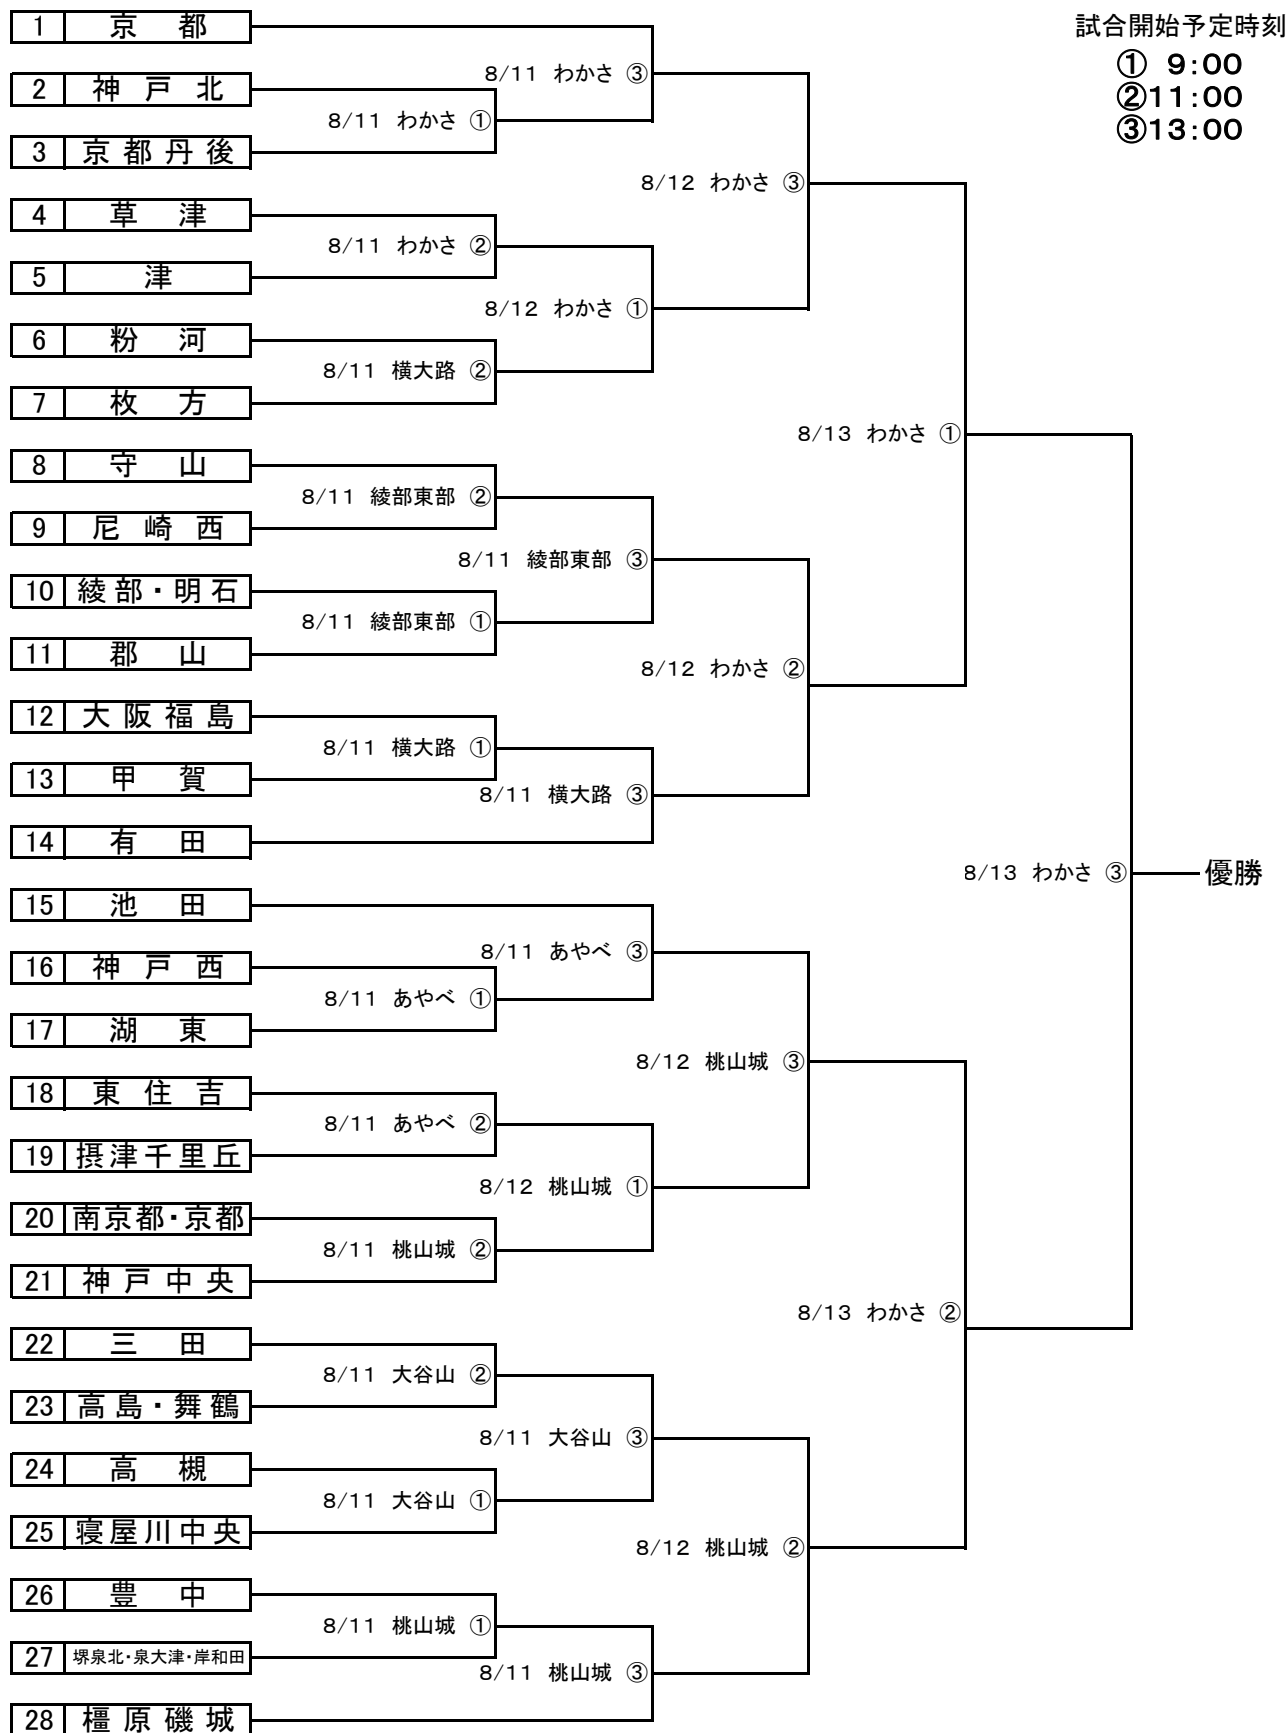 試合開始予定時刻
① 9:00
②11:00
③13:00
1 京都
8/11 わかさ ③
2 神戸北
8/11 わかさ ①
3 京都丹後
8/12 わかさ ③
4 草津
8/11 わかさ ②
5 津
8/12 わかさ ①
6 粉河
8/11 横大路 ②
7 枚方
8/13 わかさ ①
8 守山
8/11 綾部東部 ②
9 尼崎西
8/11 綾部東部 ③
10 綾部・明石
8/11 綾部東部 ①
11 郡山
8/12 わかさ ②
12 大阪福島
8/11 横大路 ①
13 甲賀
8/11 横大路 ③
14 有田
8/13 わかさ ③ 優勝
15 池田
8/11 あやべ ③
16 神戸西
8/11 あやべ ①
17 湖東
8/12 桃山城 ③
18 東住吉
8/11 あやべ ②
19 摂津千里丘
8/12 桃山城 ①
20 南京都・京都
8/11 桃山城 ②
21 神戸中央
8/13 わかさ ②
22 三田
8/11 大谷山 ②
23 高島・舞鶴
8/11 大谷山 ③
24 高槻
8/11 大谷山 ①
25 寝屋川中央
8/12 桃山城 ②
26 豊中
8/11 桃山城 ①
27 堺泉北・泉大津・岸和田
8/11 桃山城 ③
28 橿原磯城